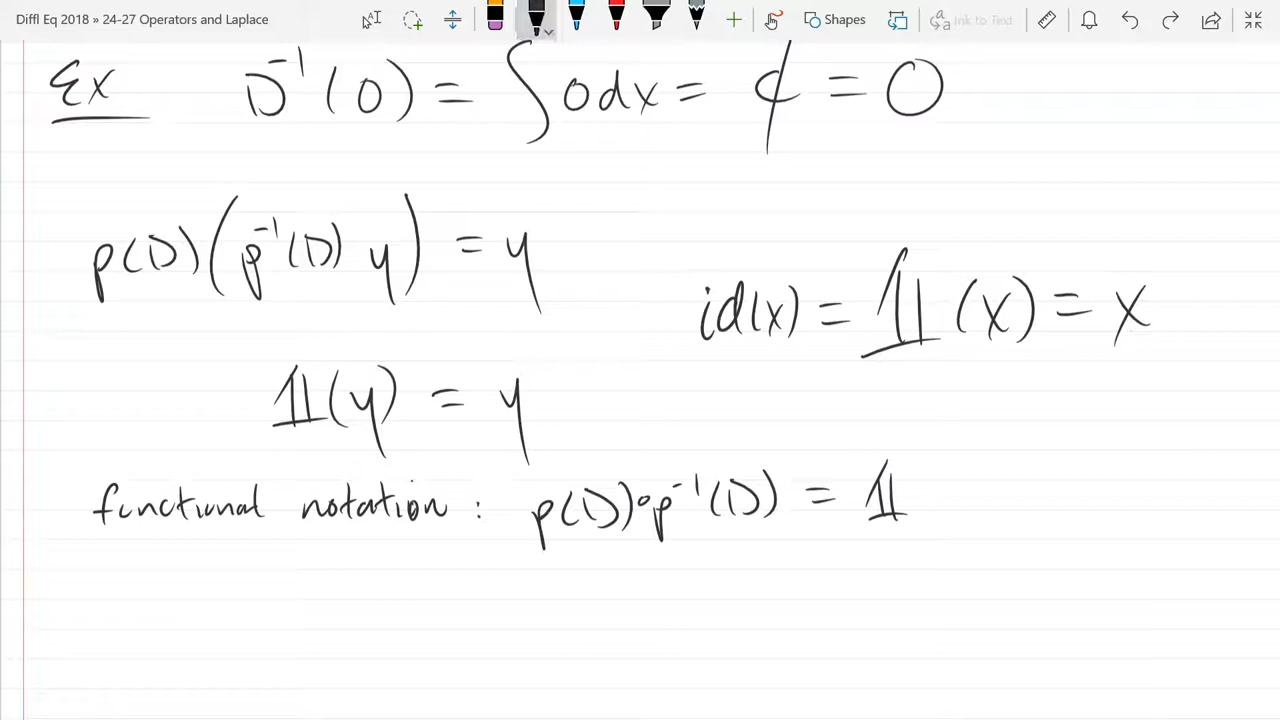 Diffl Eq 2018 » 24-27 Operators and Laplace
Shapes
Ink to Text
Ex D⁻¹(0) = ∫0dx = ₵ = 0
p(D)(p⁻¹(D) y) = y
id(x) = 𝟙(x) = x
𝟙(y) = y
functional notation : p(D)∘p⁻¹(D) = 𝟙